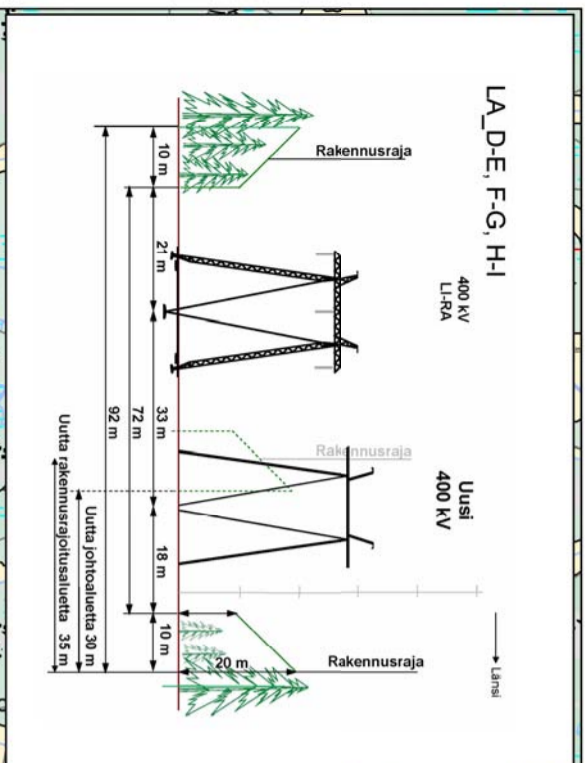 LA_D-E, F-G, H-I
Länsi
400 kV
LI-RA
Uusi
400 kV
Rakennusraja
Rakennusraja
Rakennusraja
20 m
10 m
21 m
33 m
18 m
10 m
72 m
92 m
Uutta johtoaluetta 30 m
Uutta rakennusrajoitusaluetta 35 m